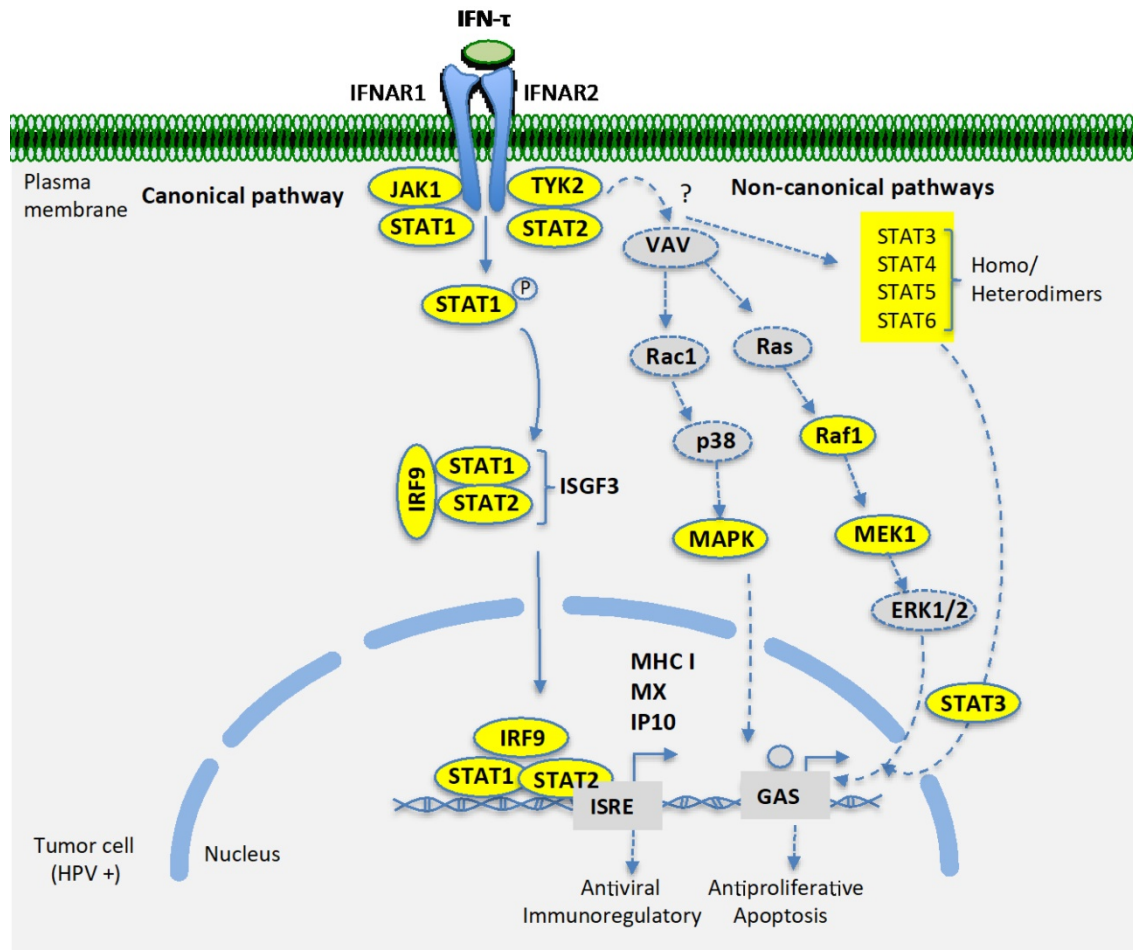 IFN-τ
IFNAR1
IFNAR2
Plasma
membrane
Canonical pathway
JAK1
TYK2
STAT1
STAT2
?
Non-canonical pathways
VAV
STAT3
STAT4
STAT5
STAT6
Homo/
Heterodimers
STAT1
P
Rac1
Ras
p38
Raf1
IRF9
STAT1
STAT2
ISGF3
MAPK
MEK1
ERK1/2
MHC I
MX
IP10
STAT3
IRF9
STAT1
STAT2
ISRE
GAS
Tumor cell
(HPV +)
Nucleus
Antiviral
Immunoregulatory
Antiproliferative
Apoptosis